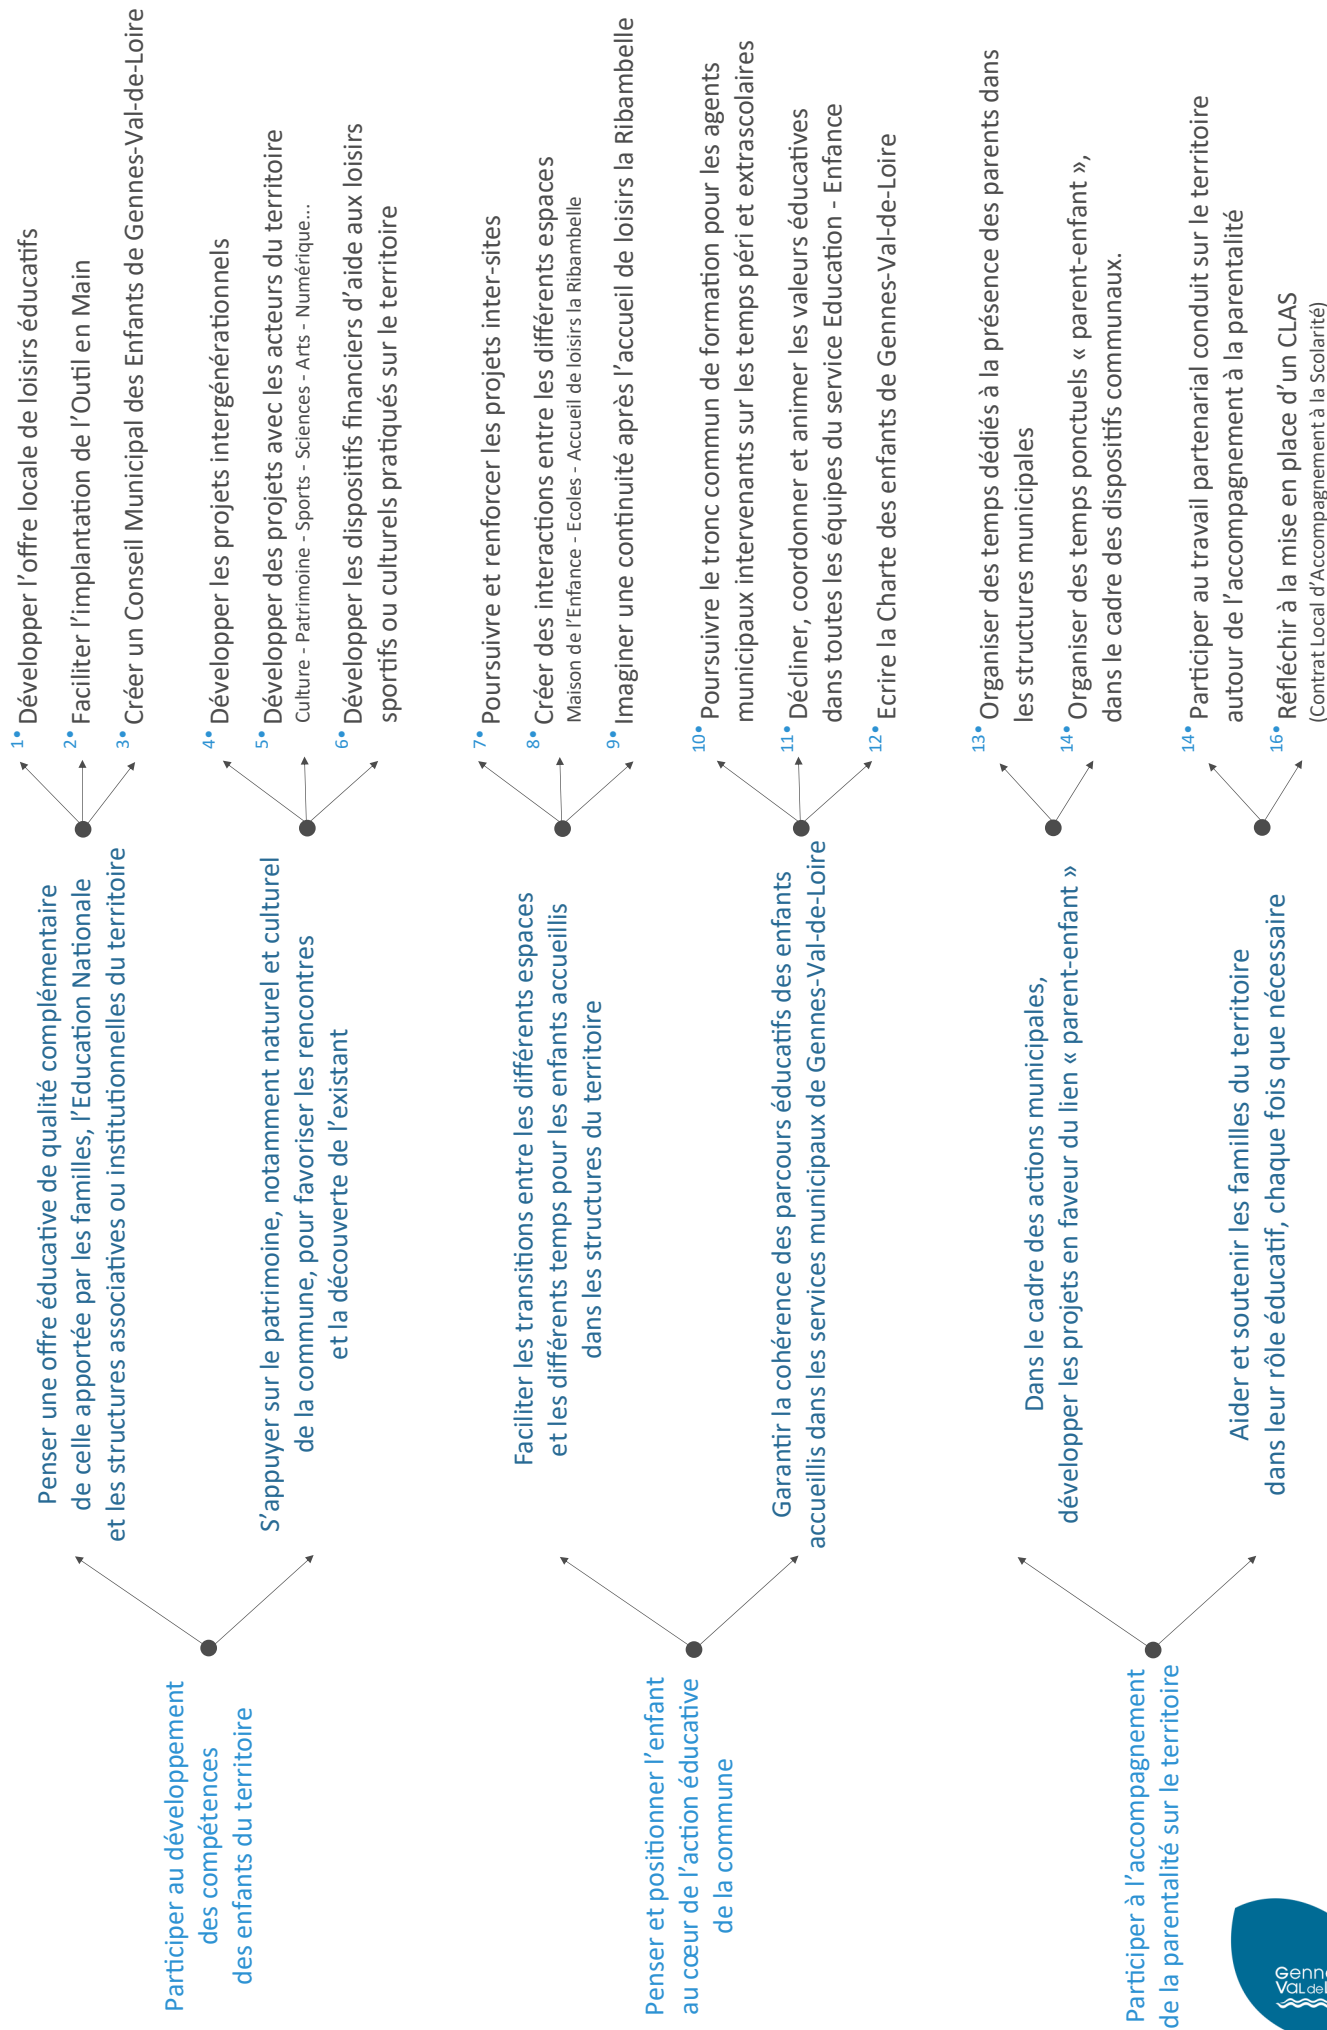 Participer au développement
des compétences
des enfants du territoire
Penser une offre éducative de qualité complémentaire
de celle apportée par les familles, l'Education Nationale
et les structures associatives ou institutionnelles du territoire
1• Développer l'offre locale de loisirs éducatifs
2• Faciliter l'implantation de l'Outil en Main
3• Créer un Conseil Municipal des Enfants de Gennes-Val-de-Loire
S'appuyer sur le patrimoine, notamment naturel et culturel
de la commune, pour favoriser les rencontres
et la découverte de l'existant
4• Développer les projets intergénérationnels
5• Développer des projets avec les acteurs du territoire
Culture - Patrimoine - Sports - Sciences - Arts - Numérique...
6• Développer les dispositifs financiers d'aide aux loisirs
sportifs ou culturels pratiqués sur le territoire
Penser et positionner l'enfant
au cœur de l'action éducative
de la commune
Faciliter les transitions entre les différents espaces
et les différents temps pour les enfants accueillis
dans les structures du territoire
7• Poursuivre et renforcer les projets inter-sites
8• Créer des interactions entre les différents espaces
Maison de l'Enfance - Ecoles - Accueil de loisirs la Ribambelle
9• Imaginer une continuité après l'accueil de loisirs la Ribambelle
Garantir la cohérence des parcours éducatifs des enfants
accueillis dans les services municipaux de Gennes-Val-de-Loire
10• Poursuivre le tronc commun de formation pour les agents
municipaux intervenants sur les temps péri et extrascolaires
11• Décliner, coordonner et animer les valeurs éducatives
dans toutes les équipes du service Education - Enfance
12• Ecrire la Charte des enfants de Gennes-Val-de-Loire
Participer à l'accompagnement
de la parentalité sur le territoire
Dans le cadre des actions municipales,
développer les projets en faveur du lien « parent-enfant »
13• Organiser des temps dédiés à la présence des parents dans
les structures municipales
14• Organiser des temps ponctuels « parent-enfant »,
dans le cadre des dispositifs communaux.
Aider et soutenir les familles du territoire
dans leur rôle éducatif, chaque fois que nécessaire
14• Participer au travail partenarial conduit sur le territoire
autour de l'accompagnement à la parentalité
16• Réfléchir à la mise en place d'un CLAS
(Contrat Local d'Accompagnement à la Scolarité)